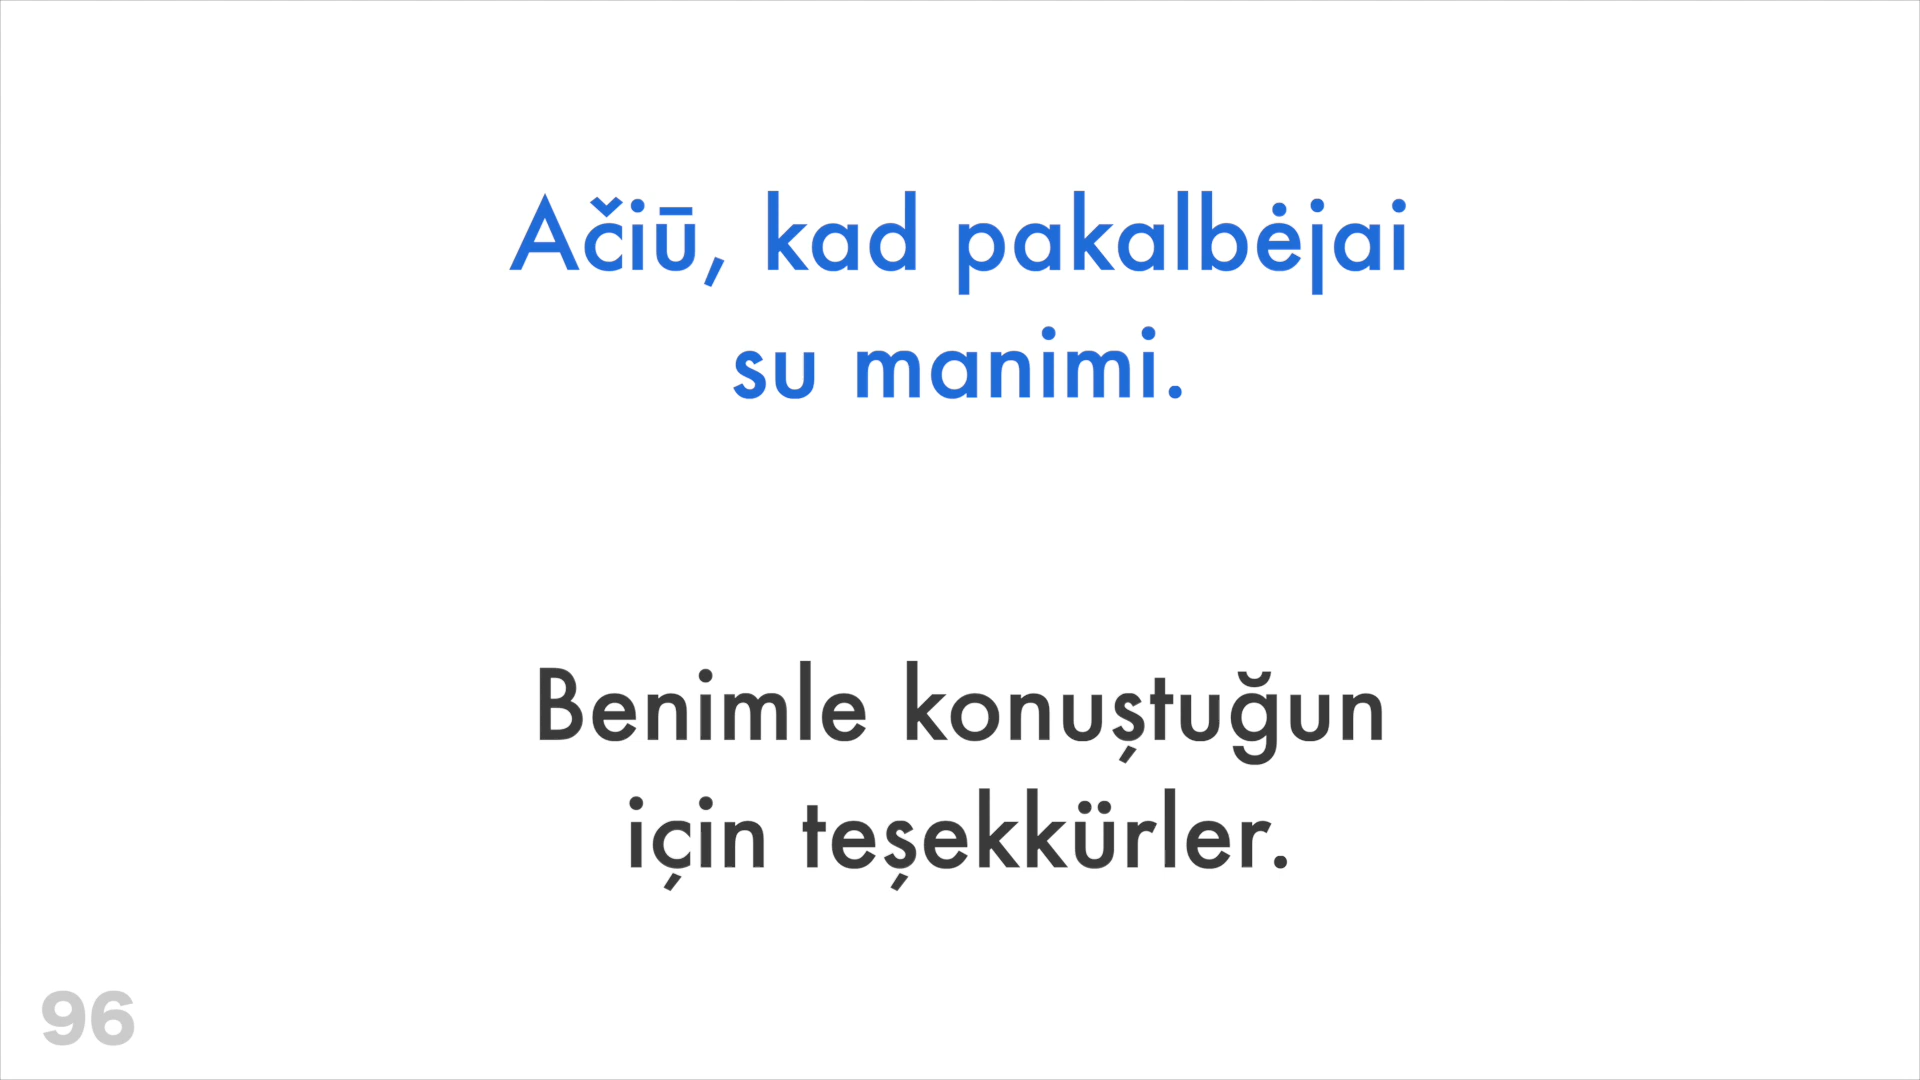 Ačiū, kad pakalbėjai
su manimi.
Benimle konuştuğun
için teşekkürler.
96